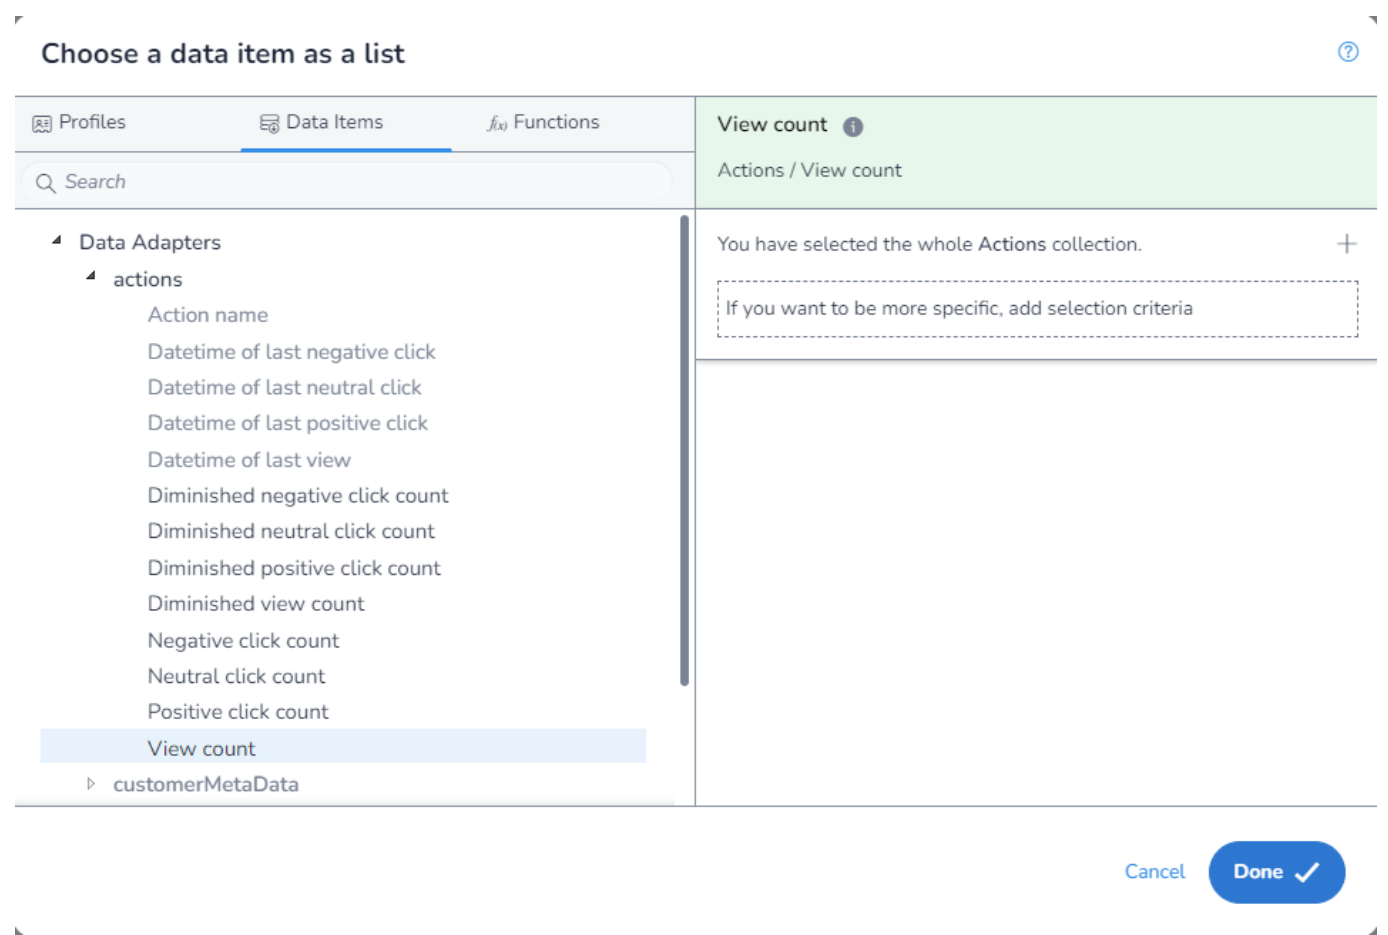 Choose a data item as a list
Profiles
Data Items
f(x) Functions
Search
Data Adapters
actions
Action name
Datetime of last negative click
Datetime of last neutral click
Datetime of last positive click
Datetime of last view
Diminished negative click count
Diminished neutral click count
Diminished positive click count
Diminished view count
Negative click count
Neutral click count
Positive click count
View count
customerMetaData
View count
Actions / View count
You have selected the whole Actions collection.
If you want to be more specific, add selection criteria
Cancel
Done